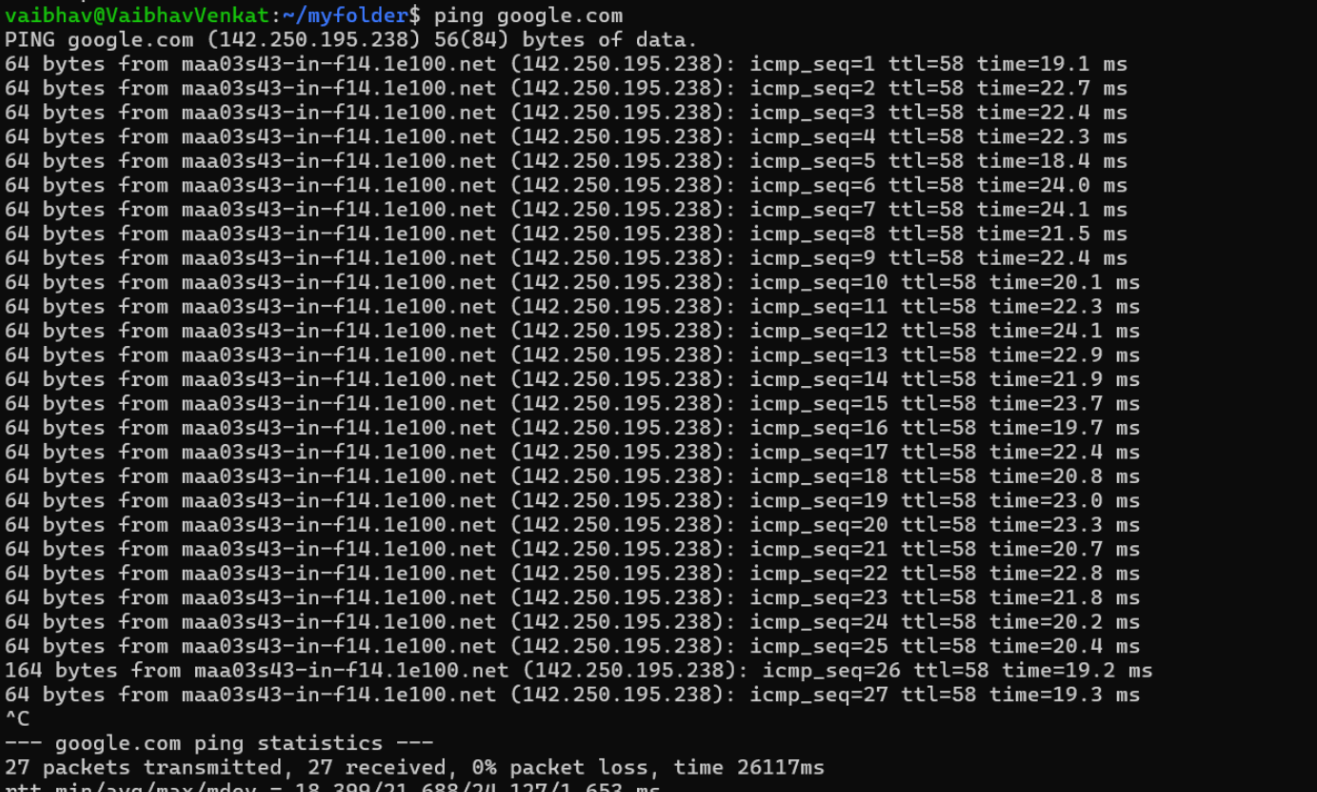 vaibhav@VaibhavVenkat:~/myfolder$ ping google.com
PING google.com (142.250.195.238) 56(84) bytes of data.
64 bytes from maa03s43-in-f14.1e100.net (142.250.195.238): icmp_seq=1 ttl=58 time=19.1 ms
64 bytes from maa03s43-in-f14.1e100.net (142.250.195.238): icmp_seq=2 ttl=58 time=22.7 ms
64 bytes from maa03s43-in-f14.1e100.net (142.250.195.238): icmp_seq=3 ttl=58 time=22.4 ms
64 bytes from maa03s43-in-f14.1e100.net (142.250.195.238): icmp_seq=4 ttl=58 time=22.3 ms
64 bytes from maa03s43-in-f14.1e100.net (142.250.195.238): icmp_seq=5 ttl=58 time=18.4 ms
64 bytes from maa03s43-in-f14.1e100.net (142.250.195.238): icmp_seq=6 ttl=58 time=24.0 ms
64 bytes from maa03s43-in-f14.1e100.net (142.250.195.238): icmp_seq=7 ttl=58 time=24.1 ms
64 bytes from maa03s43-in-f14.1e100.net (142.250.195.238): icmp_seq=8 ttl=58 time=21.5 ms
64 bytes from maa03s43-in-f14.1e100.net (142.250.195.238): icmp_seq=9 ttl=58 time=22.4 ms
64 bytes from maa03s43-in-f14.1e100.net (142.250.195.238): icmp_seq=10 ttl=58 time=20.1 ms
64 bytes from maa03s43-in-f14.1e100.net (142.250.195.238): icmp_seq=11 ttl=58 time=22.3 ms
64 bytes from maa03s43-in-f14.1e100.net (142.250.195.238): icmp_seq=12 ttl=58 time=24.1 ms
64 bytes from maa03s43-in-f14.1e100.net (142.250.195.238): icmp_seq=13 ttl=58 time=22.9 ms
64 bytes from maa03s43-in-f14.1e100.net (142.250.195.238): icmp_seq=14 ttl=58 time=21.9 ms
64 bytes from maa03s43-in-f14.1e100.net (142.250.195.238): icmp_seq=15 ttl=58 time=23.7 ms
64 bytes from maa03s43-in-f14.1e100.net (142.250.195.238): icmp_seq=16 ttl=58 time=19.7 ms
64 bytes from maa03s43-in-f14.1e100.net (142.250.195.238): icmp_seq=17 ttl=58 time=22.4 ms
64 bytes from maa03s43-in-f14.1e100.net (142.250.195.238): icmp_seq=18 ttl=58 time=20.8 ms
64 bytes from maa03s43-in-f14.1e100.net (142.250.195.238): icmp_seq=19 ttl=58 time=23.0 ms
64 bytes from maa03s43-in-f14.1e100.net (142.250.195.238): icmp_seq=20 ttl=58 time=23.3 ms
64 bytes from maa03s43-in-f14.1e100.net (142.250.195.238): icmp_seq=21 ttl=58 time=20.7 ms
64 bytes from maa03s43-in-f14.1e100.net (142.250.195.238): icmp_seq=22 ttl=58 time=22.8 ms
64 bytes from maa03s43-in-f14.1e100.net (142.250.195.238): icmp_seq=23 ttl=58 time=21.8 ms
64 bytes from maa03s43-in-f14.1e100.net (142.250.195.238): icmp_seq=24 ttl=58 time=20.2 ms
64 bytes from maa03s43-in-f14.1e100.net (142.250.195.238): icmp_seq=25 ttl=58 time=20.4 ms
164 bytes from maa03s43-in-f14.1e100.net (142.250.195.238): icmp_seq=26 ttl=58 time=19.2 ms
64 bytes from maa03s43-in-f14.1e100.net (142.250.195.238): icmp_seq=27 ttl=58 time=19.3 ms
^C
--- google.com ping statistics ---
27 packets transmitted, 27 received, 0% packet loss, time 26117ms
rtt min/avg/max/mdev = 18.399/21.688/24.127/1.653 ms